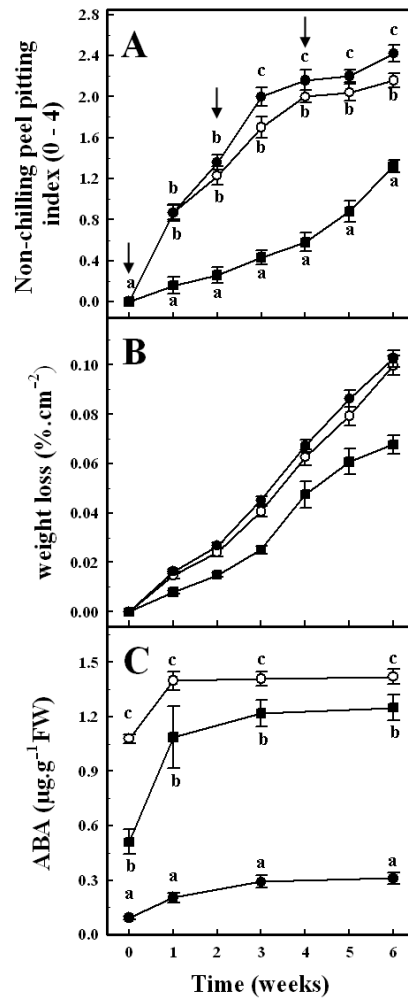 A
Non-chilling peel pitting
index (0 - 4)
2.8
2.4
2.0
1.6
1.2
0.8
0.4
0.0
a
b
b
b
b
c
b
c
b
c
b
c
b
a
a
a
a
a
a
B
weight loss (%.cm⁻²)
0.10
0.08
0.06
0.04
0.02
0.00
C
ABA (µg.g⁻¹ FW)
1.5
1.2
0.9
0.6
0.3
0.0
c
c
c
c
b
b
b
b
a
a
a
a
0 1 2 3 4 5 6
Time (weeks)